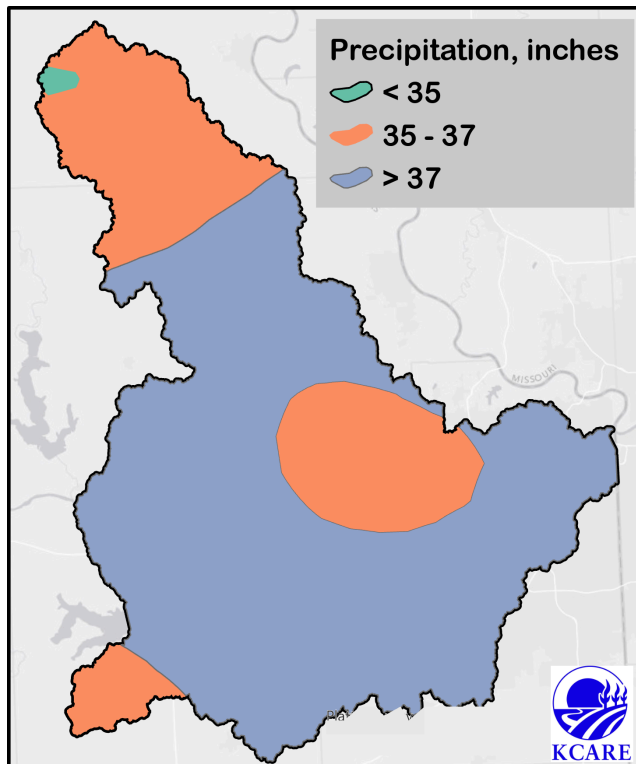 Precipitation, inches
< 35
35 - 37
> 37
MISSOURI
KCARE